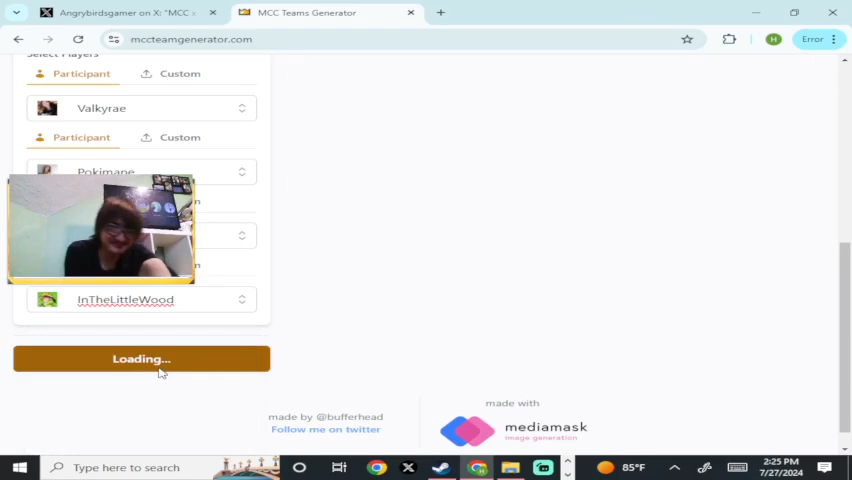 Angrybirdsgamer on X: "MCC x
MCC Teams Generator
mccteamgenerator.com
Error
Select Players
Participant
Custom
Valkyrae
Participant
Custom
Pokimane
InTheLittleWood
Loading...
made by @bufferhead
Follow me on twitter
made with
mediamask
image generation
Type here to search
85°F
2:25 PM
7/27/2024